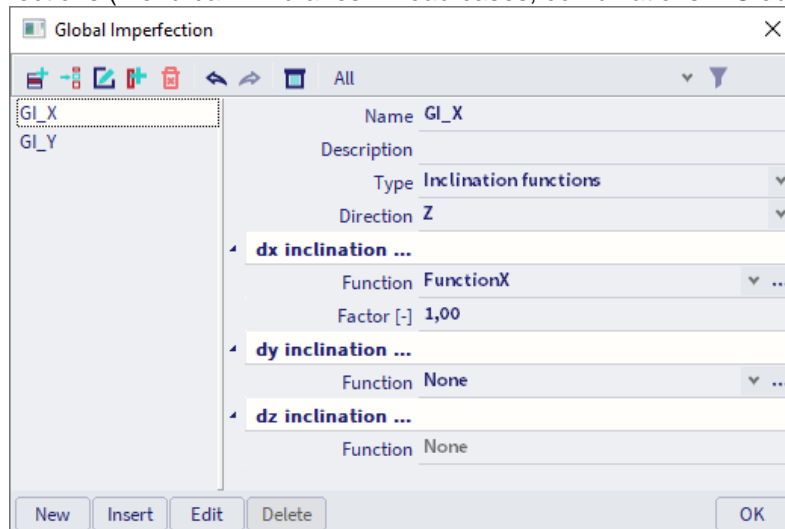 Global Imperfection
All
GI_X
GI_Y
Name GI_X
Description
Type Inclination functions
Direction Z
dx inclination ...
Function FunctionX ...
Factor [-] 1,00
dy inclination ...
Function None ...
dz inclination ...
Function None
New Insert Edit Delete OK